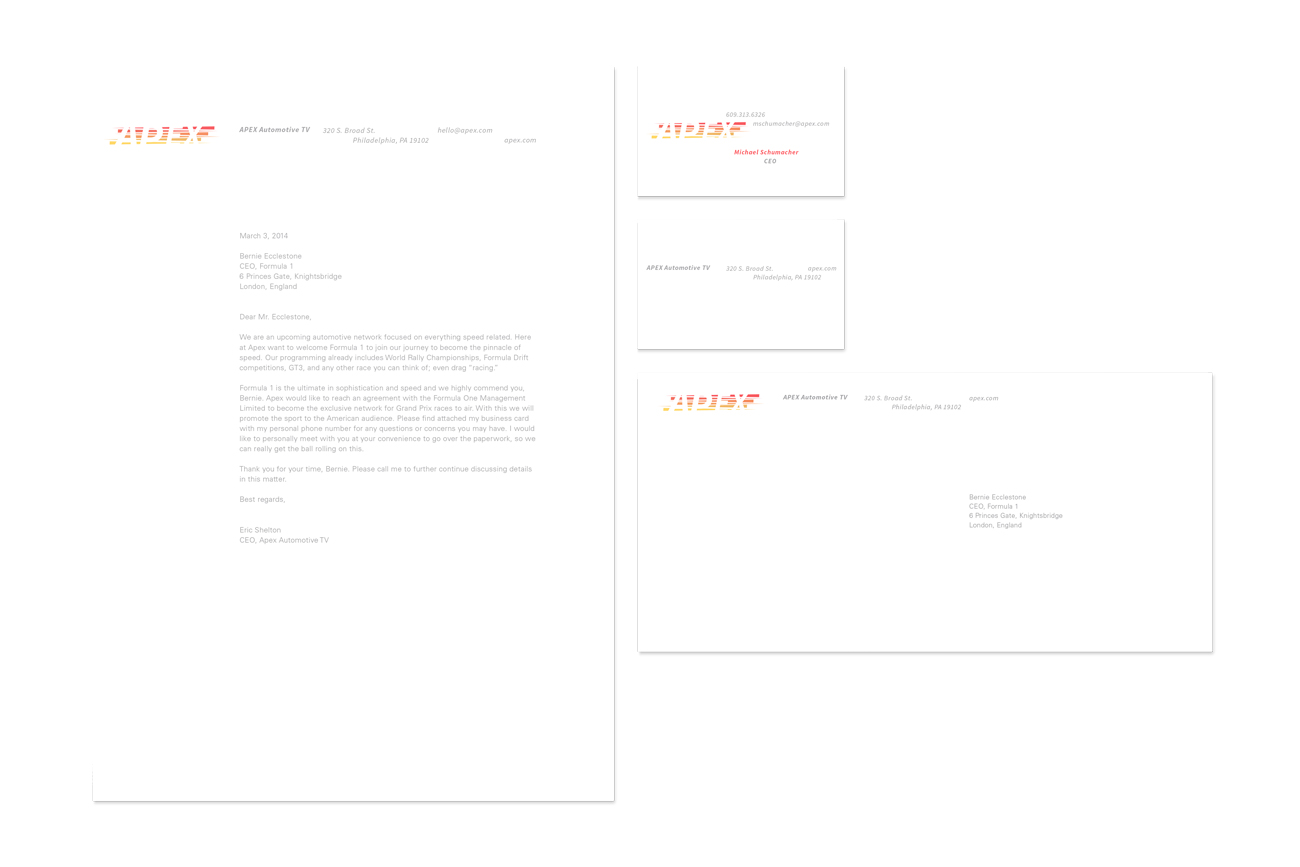 APEX
APEX Automotive TV 320 S. Broad St. hello@apex.com
Philadelphia, PA 19102 apex.com
March 3, 2014
Bernie Ecclestone
CEO, Formula 1
6 Princes Gate, Knightsbridge
London, England
Dear Mr. Ecclestone,
We are an upcoming automotive network focused on everything speed related. Here
at Apex want to welcome Formula 1 to join our journey to become the pinnacle of
speed. Our programming already includes World Rally Championships, Formula Drift
competitions, GT3, and any other race you can think of; even drag "racing."
Formula 1 is the ultimate in sophistication and speed and we highly commend you,
Bernie. Apex would like to reach an agreement with the Formula One Management
Limited to become the exclusive network for Grand Prix races to air. With this we will
promote the sport to the American audience. Please find attached my business card
with my personal phone number for any questions or concerns you may have. I would
like to personally meet with you at your convenience to go over the paperwork, so we
can really get the ball rolling on this.
Thank you for your time, Bernie. Please call me to further continue discussing details
in this matter.
Best regards,
Eric Shelton
CEO, Apex Automotive TV
609.313.6326
mschumacher@apex.com
APEX
Michael Schumacher
CEO
APEX Automotive TV 320 S. Broad St. apex.com
Philadelphia, PA 19102
APEX
APEX Automotive TV 320 S. Broad St. apex.com
Philadelphia, PA 19102
Bernie Ecclestone
CEO, Formula 1
6 Princes Gate, Knightsbridge
London, England